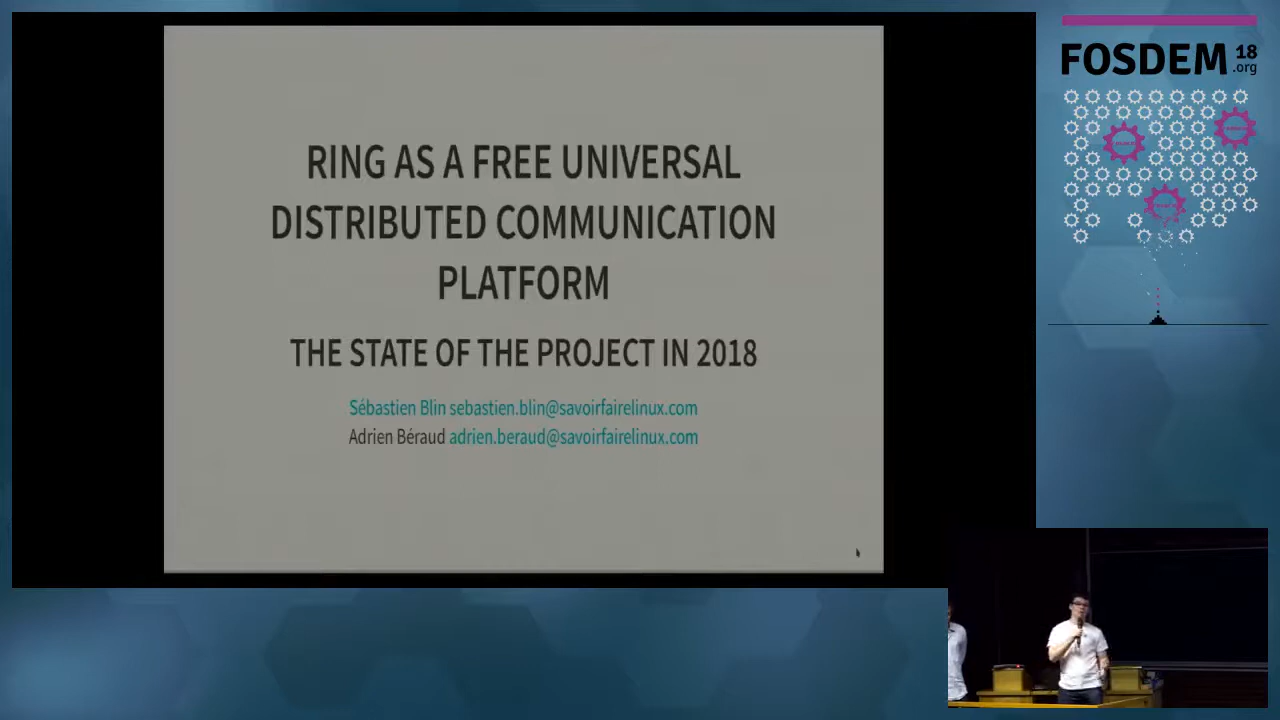 RING AS A FREE UNIVERSAL
DISTRIBUTED COMMUNICATION
PLATFORM
THE STATE OF THE PROJECT IN 2018
Sébastien Blin sebastien.blin@savoirfairelinux.com
Adrien Béraud adrien.beraud@savoirfairelinux.com
FOSDEM 18
.org